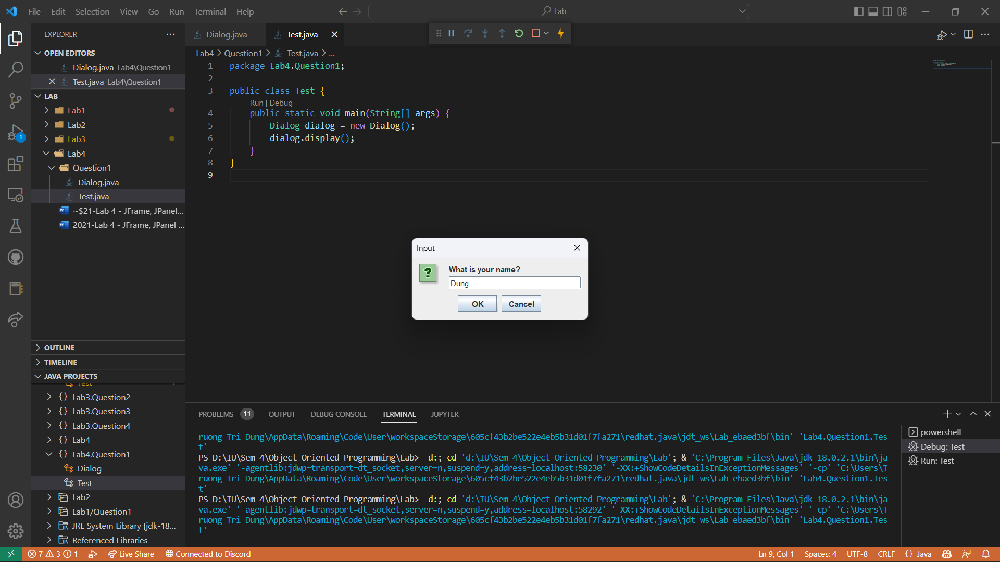 File Edit Selection View Go Run Terminal Help
Lab
EXPLORER
OPEN EDITORS
Dialog.java Lab4\Question1
Test.java Lab4\Question1
LAB
Lab1
Lab2
Lab3
Lab4
Question1
Dialog.java
Test.java
~$21-Lab 4 - JFrame, JPanel...
2021-Lab 4 - JFrame, JPanel ...
OUTLINE
TIMELINE
JAVA PROJECTS
Test
Lab3.Question2
Lab3.Question3
Lab3.Question4
Lab4
Lab4.Question1
Dialog
Test
Lab2
Lab1/Question1
JRE System Library [jdk-18...
Referenced Libraries
Dialog.java
Test.java
Lab4 > Question1 > Test.java > ...
1 package Lab4.Question1;
2
3 public class Test {
Run | Debug
4 public static void main(String[] args) {
5 Dialog dialog = new Dialog();
6 dialog.display();
7 }
8 }
9
Input
What is your name?
Dung
OK Cancel
PROBLEMS 11 OUTPUT DEBUG CONSOLE TERMINAL JUPYTER
ruong Tri Dung\AppData\Roaming\Code\User\workspaceStorage\605cf43b2be522e4eb5b31d01f7fa271\redhat.java\jdt_ws\Lab_ebaed3bf\bin' 'Lab4.Question1.Tes
t'
PS D:\IU\Sem 4\Object-Oriented Programming\Lab> d:; cd 'd:\IU\Sem 4\Object-Oriented Programming\Lab'; & 'C:\Program Files\Java\jdk-18.0.2.1\bin\ja
va.exe' '-agentlib:jdwp=transport=dt_socket,server=n,suspend=y,address=localhost:58230' '-XX:+ShowCodeDetailsInExceptionMessages' '-cp' 'C:\Users\T
ruong Tri Dung\AppData\Roaming\Code\User\workspaceStorage\605cf43b2be522e4eb5b31d01f7fa271\redhat.java\jdt_ws\Lab_ebaed3bf\bin' 'Lab4.Question1.Tes
t'
PS D:\IU\Sem 4\Object-Oriented Programming\Lab> d:; cd 'd:\IU\Sem 4\Object-Oriented Programming\Lab'; & 'C:\Program Files\Java\jdk-18.0.2.1\bin\ja
va.exe' '-agentlib:jdwp=transport=dt_socket,server=n,suspend=y,address=localhost:58292' '-XX:+ShowCodeDetailsInExceptionMessages' '-cp' 'C:\Users\T
ruong Tri Dung\AppData\Roaming\Code\User\workspaceStorage\605cf43b2be522e4eb5b31d01f7fa271\redhat.java\jdt_ws\Lab_ebaed3bf\bin' 'Lab4.Question1.Tes
t'
powershell
Debug: Test
Run: Test
7 3 1 Live Share Connected to Discord
Ln 9, Col 1 Spaces: 4 UTF-8 CRLF {} Java